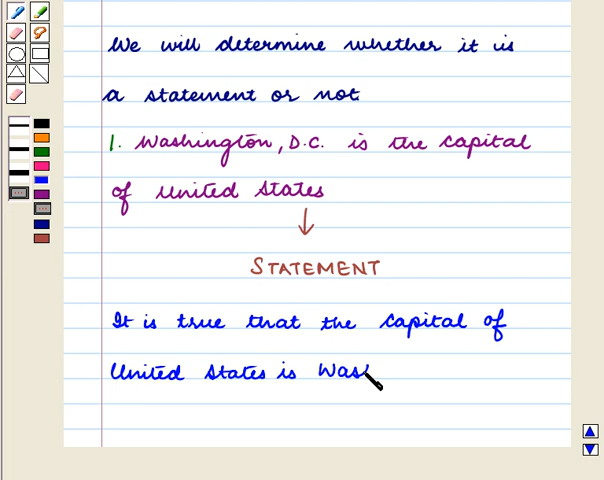 We will determine whether it is
a statement or not.
1. Washington, D.C. is the capital
of United States
↓
STATEMENT
It is true that the capital of
United States is Was